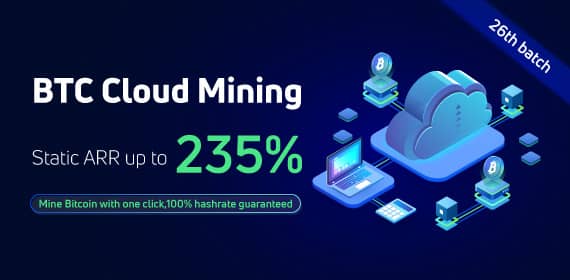 26th batch
BTC Cloud Mining
Static ARR up to 235%
Mine Bitcoin with one click,100% hashrate guaranteed